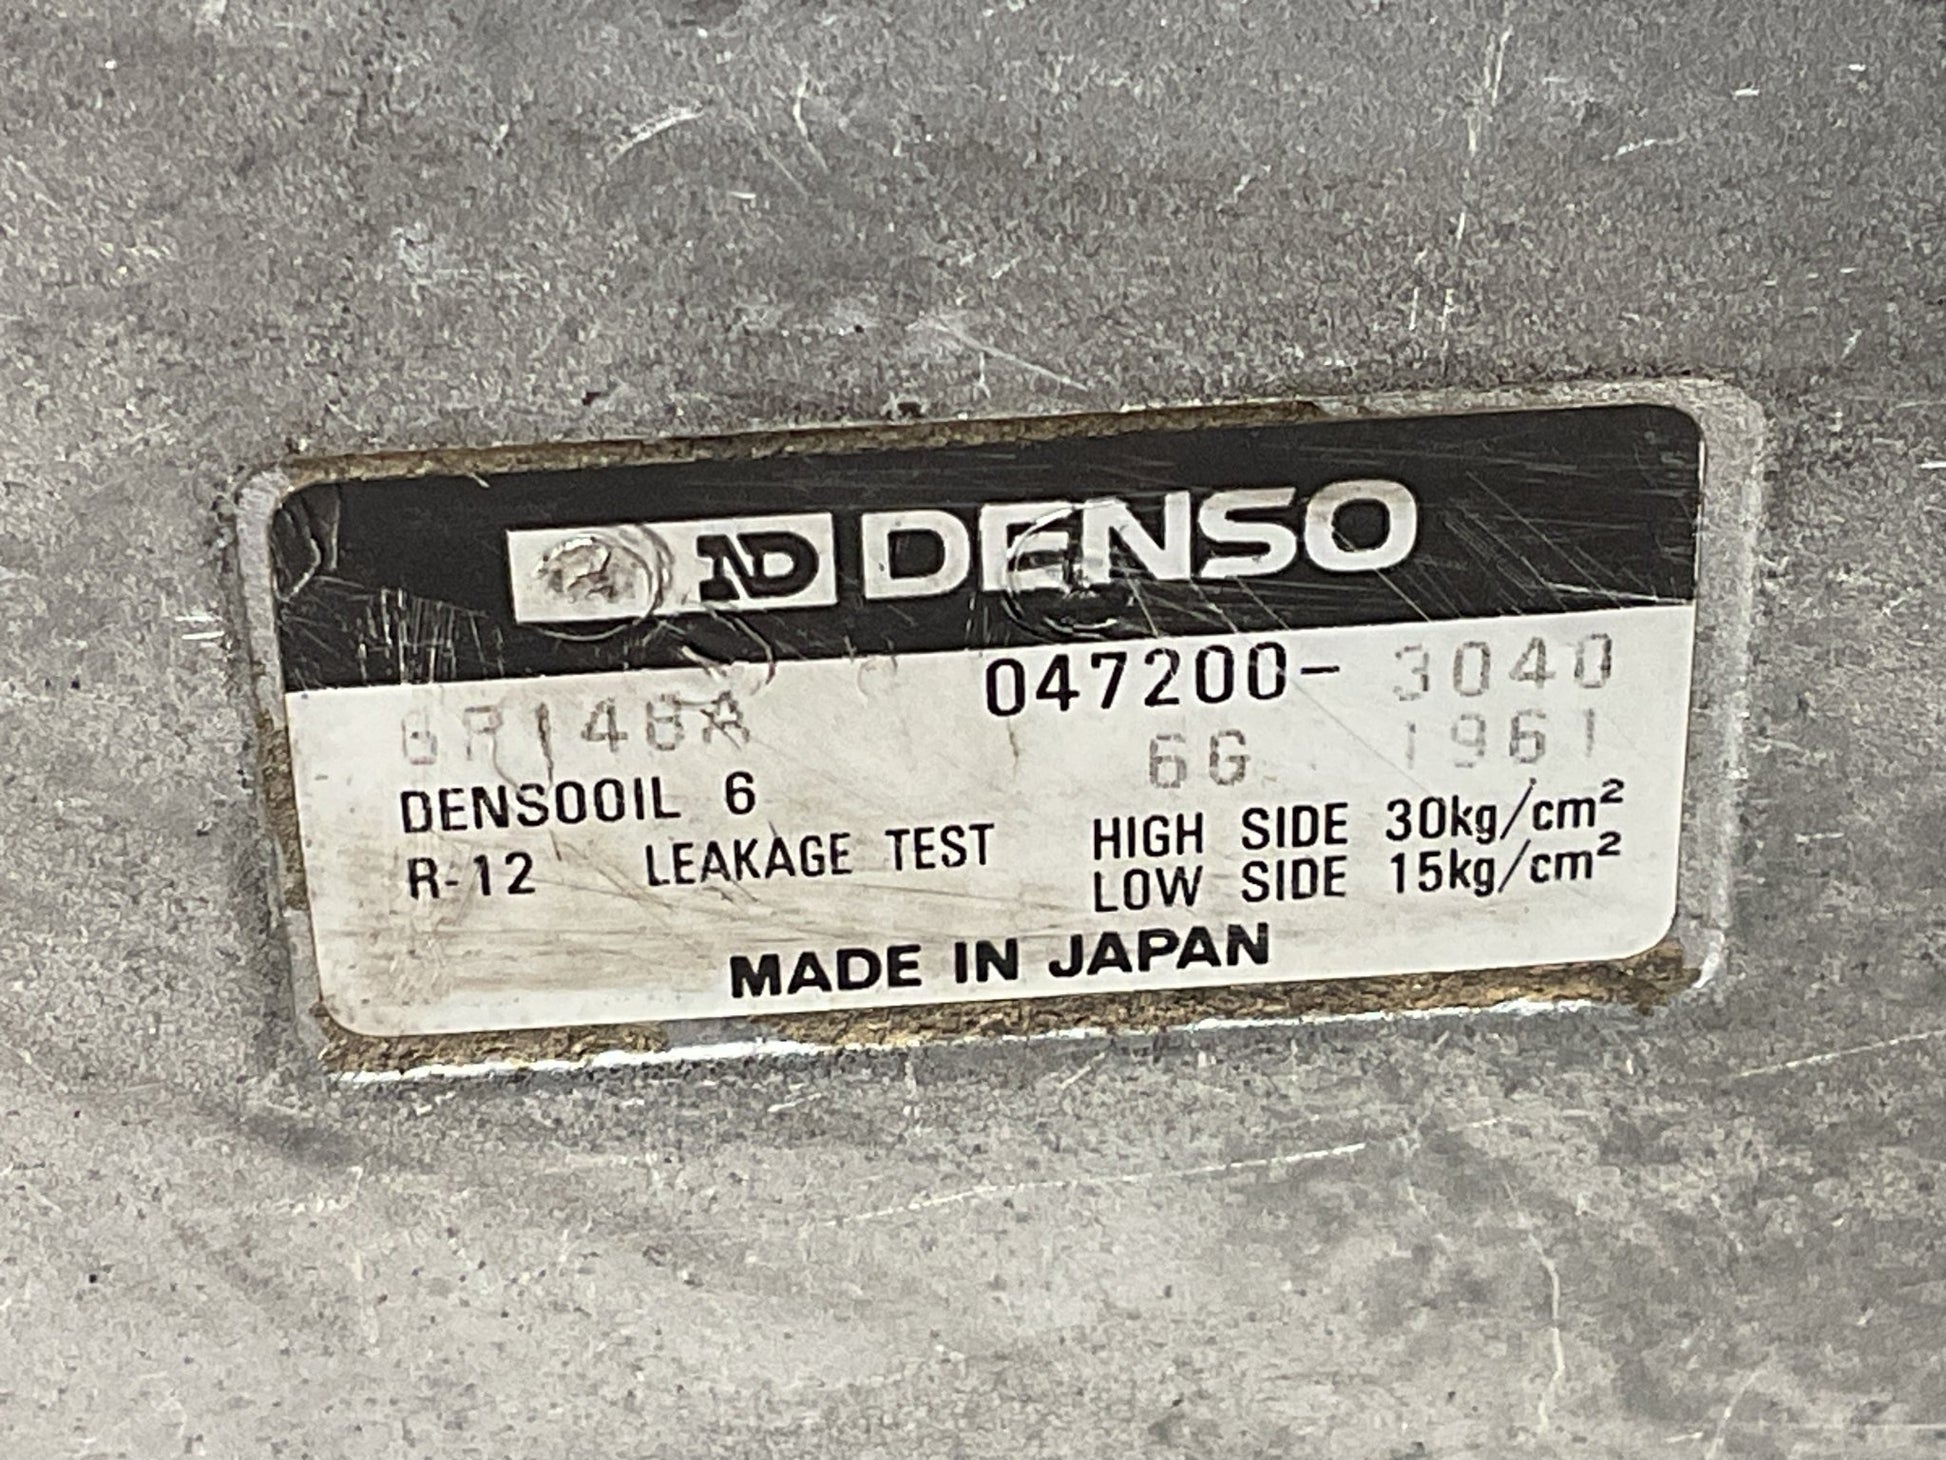 ND DENSO
047200- 3040
6P148A 6G 1961
DENSOOIL 6
R-12 LEAKAGE TEST HIGH SIDE 30kg/cm²
LOW SIDE 15kg/cm²
MADE IN JAPAN